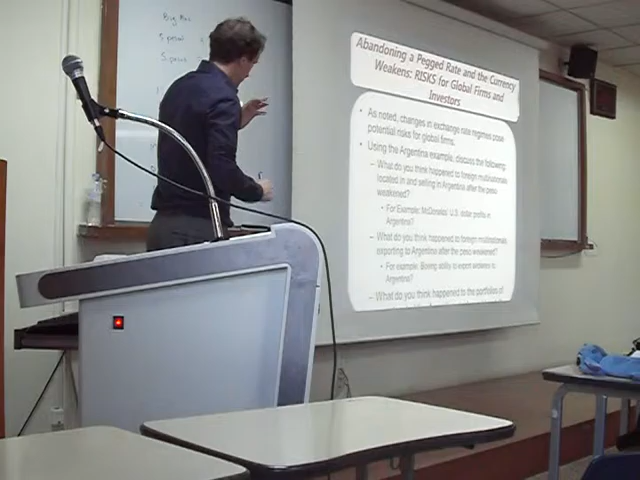 Big Mac
Abandoning a Pegged Rate and the Currency
Weakens: RISKS for Global Firms and
Investors
• As noted, changes in exchange rate regimes pose
potential risks for global firms.
• Using the Argentina example, discuss the following:
– What do you think happened to foreign multinationals
located in and selling in Argentina after the peso
weakened?
• For Example: McDonalds' U.S. dollar profits in
Argentina?
– What do you think happened to foreign multinationals
exporting to Argentina after the peso weakened?
• For example: Boeing ability to export airplanes to
Argentina?
– What do you think happened to the portfolios of